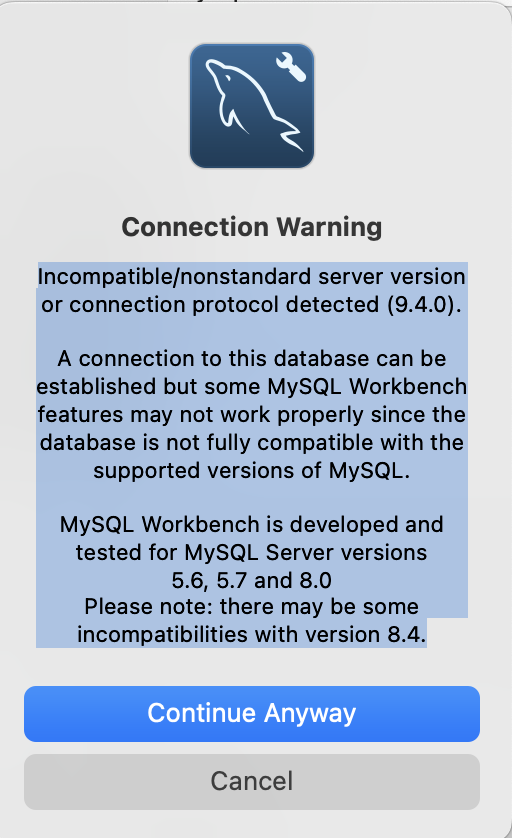 Connection Warning
Incompatible/nonstandard server version
or connection protocol detected (9.4.0).
A connection to this database can be
established but some MySQL Workbench
features may not work properly since the
database is not fully compatible with the
supported versions of MySQL.
MySQL Workbench is developed and
tested for MySQL Server versions
5.6, 5.7 and 8.0
Please note: there may be some
incompatibilities with version 8.4.
Continue Anyway
Cancel